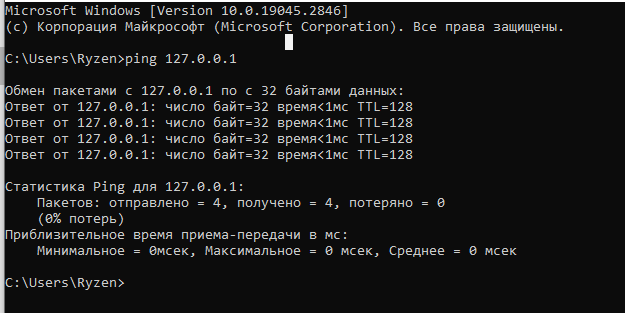 Microsoft Windows [Version 10.0.19045.2846]
(c) Корпорация Майкрософт (Microsoft Corporation). Все права защищены.
C:\Users\Ryzen>ping 127.0.0.1
Обмен пакетами с 127.0.0.1 по с 32 байтами данных:
Ответ от 127.0.0.1: число байт=32 время<1мс TTL=128
Ответ от 127.0.0.1: число байт=32 время<1мс TTL=128
Ответ от 127.0.0.1: число байт=32 время<1мс TTL=128
Ответ от 127.0.0.1: число байт=32 время<1мс TTL=128
Статистика Ping для 127.0.0.1:
Пакетов: отправлено = 4, получено = 4, потеряно = 0
(0% потерь)
Приблизительное время приема-передачи в мс:
Минимальное = 0мсек, Максимальное = 0 мсек, Среднее = 0 мсек
C:\Users\Ryzen>